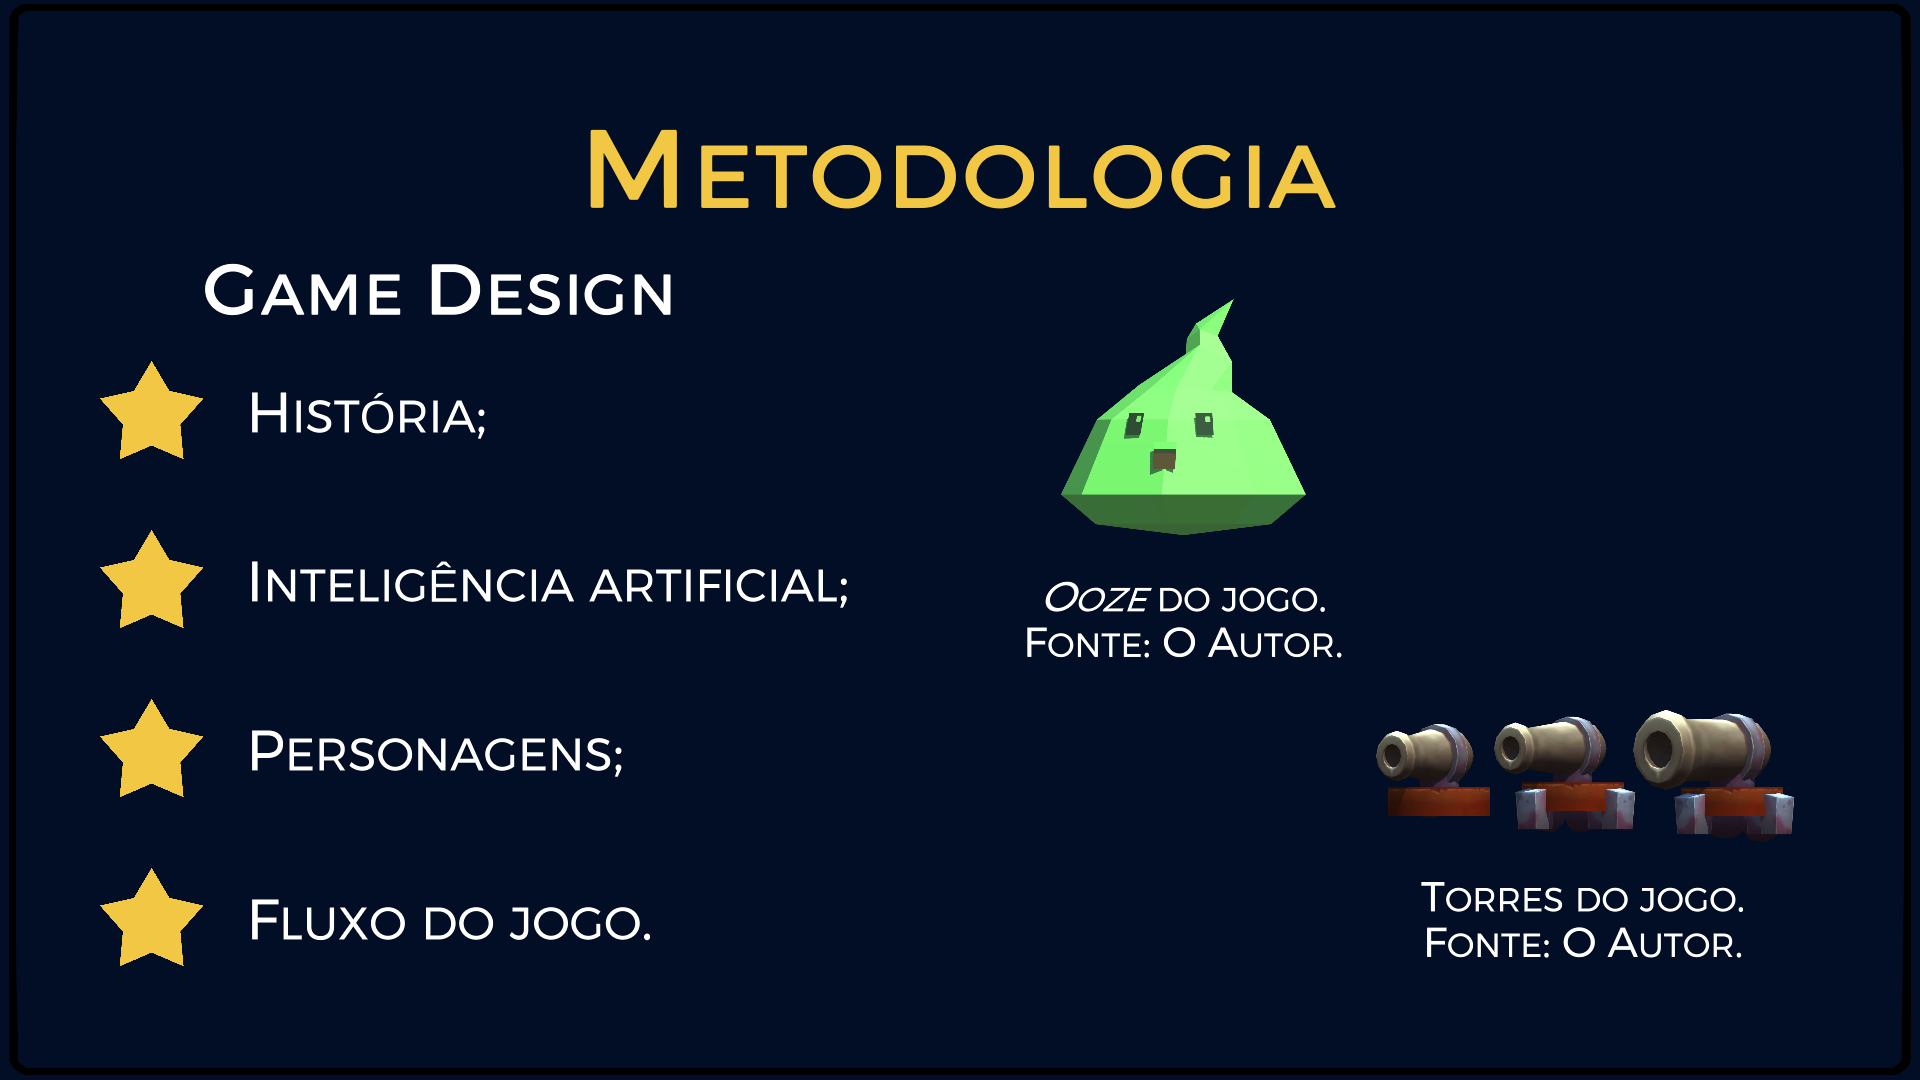 Metodologia
Game Design
História;
Inteligência artificial;
Personagens;
Fluxo do jogo.
Ooze do jogo.
Fonte: O Autor.
Torres do jogo.
Fonte: O Autor.